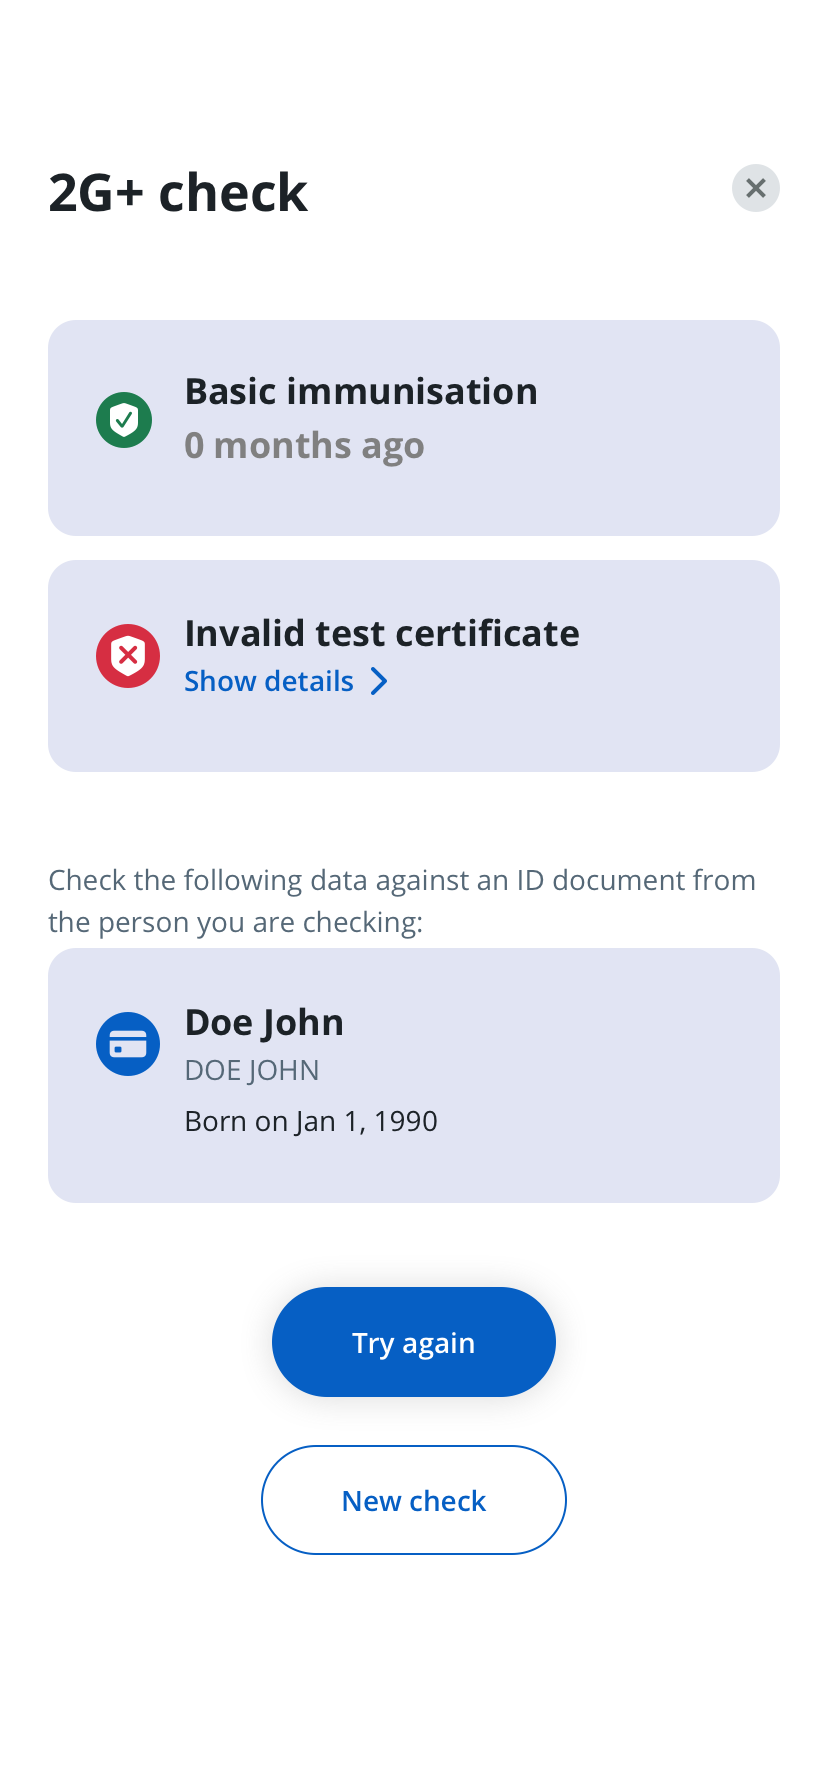 2G+ check
Basic immunisation
0 months ago
Invalid test certificate
Show details
Check the following data against an ID document from
the person you are checking:
Doe John
DOE JOHN
Born on Jan 1, 1990
Try again
New check